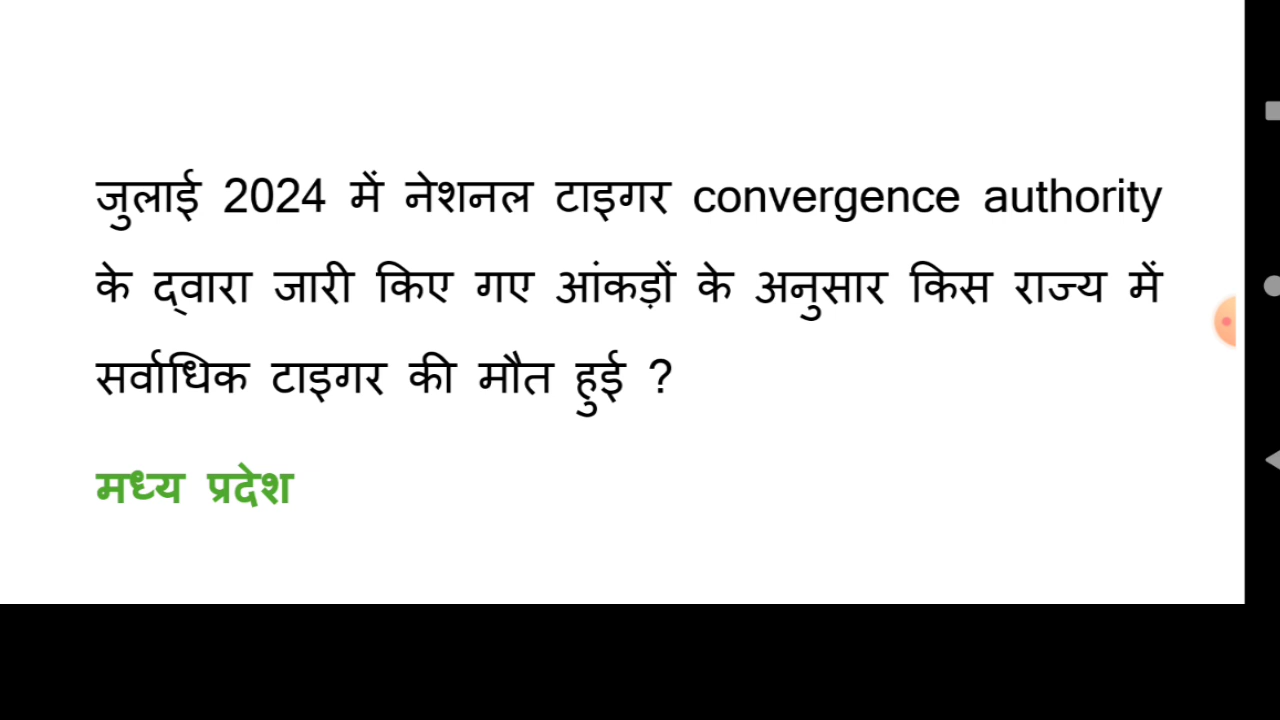 जुलाई 2024 में नेशनल टाइगर convergence authority
के द्वारा जारी किए गए आंकड़ों के अनुसार किस राज्य में
सर्वाधिक टाइगर की मौत हुई ?
मध्य प्रदेश